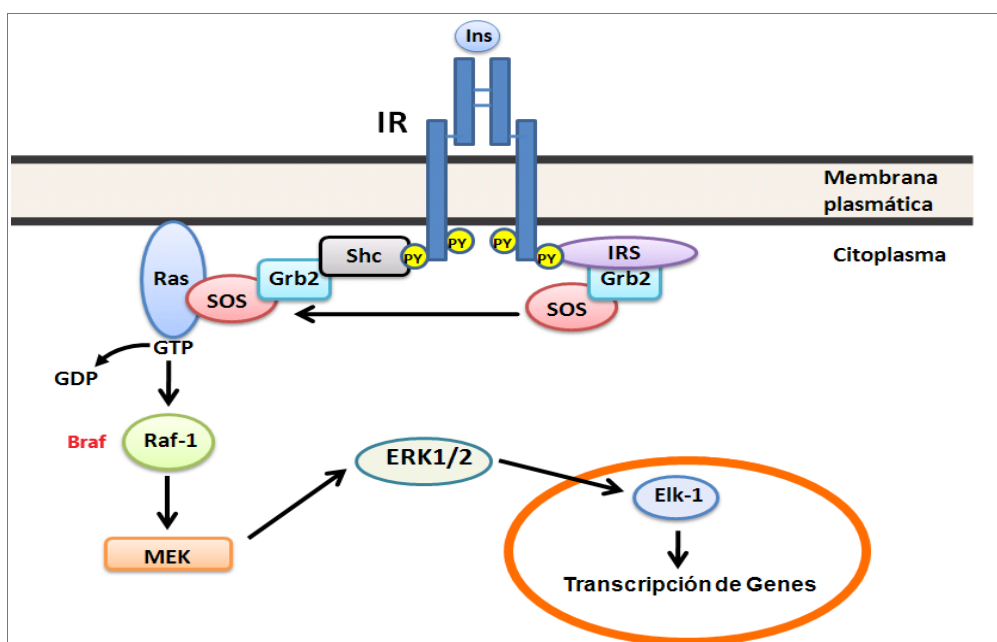 Ins
IR
Membrana
plasmática
Citoplasma
PY
PY
PY
PY
Shc
IRS
Grb2
Grb2
Ras
SOS
SOS
GTP
GDP
Braf
Raf-1
ERK1/2
Elk-1
MEK
Transcripción de Genes